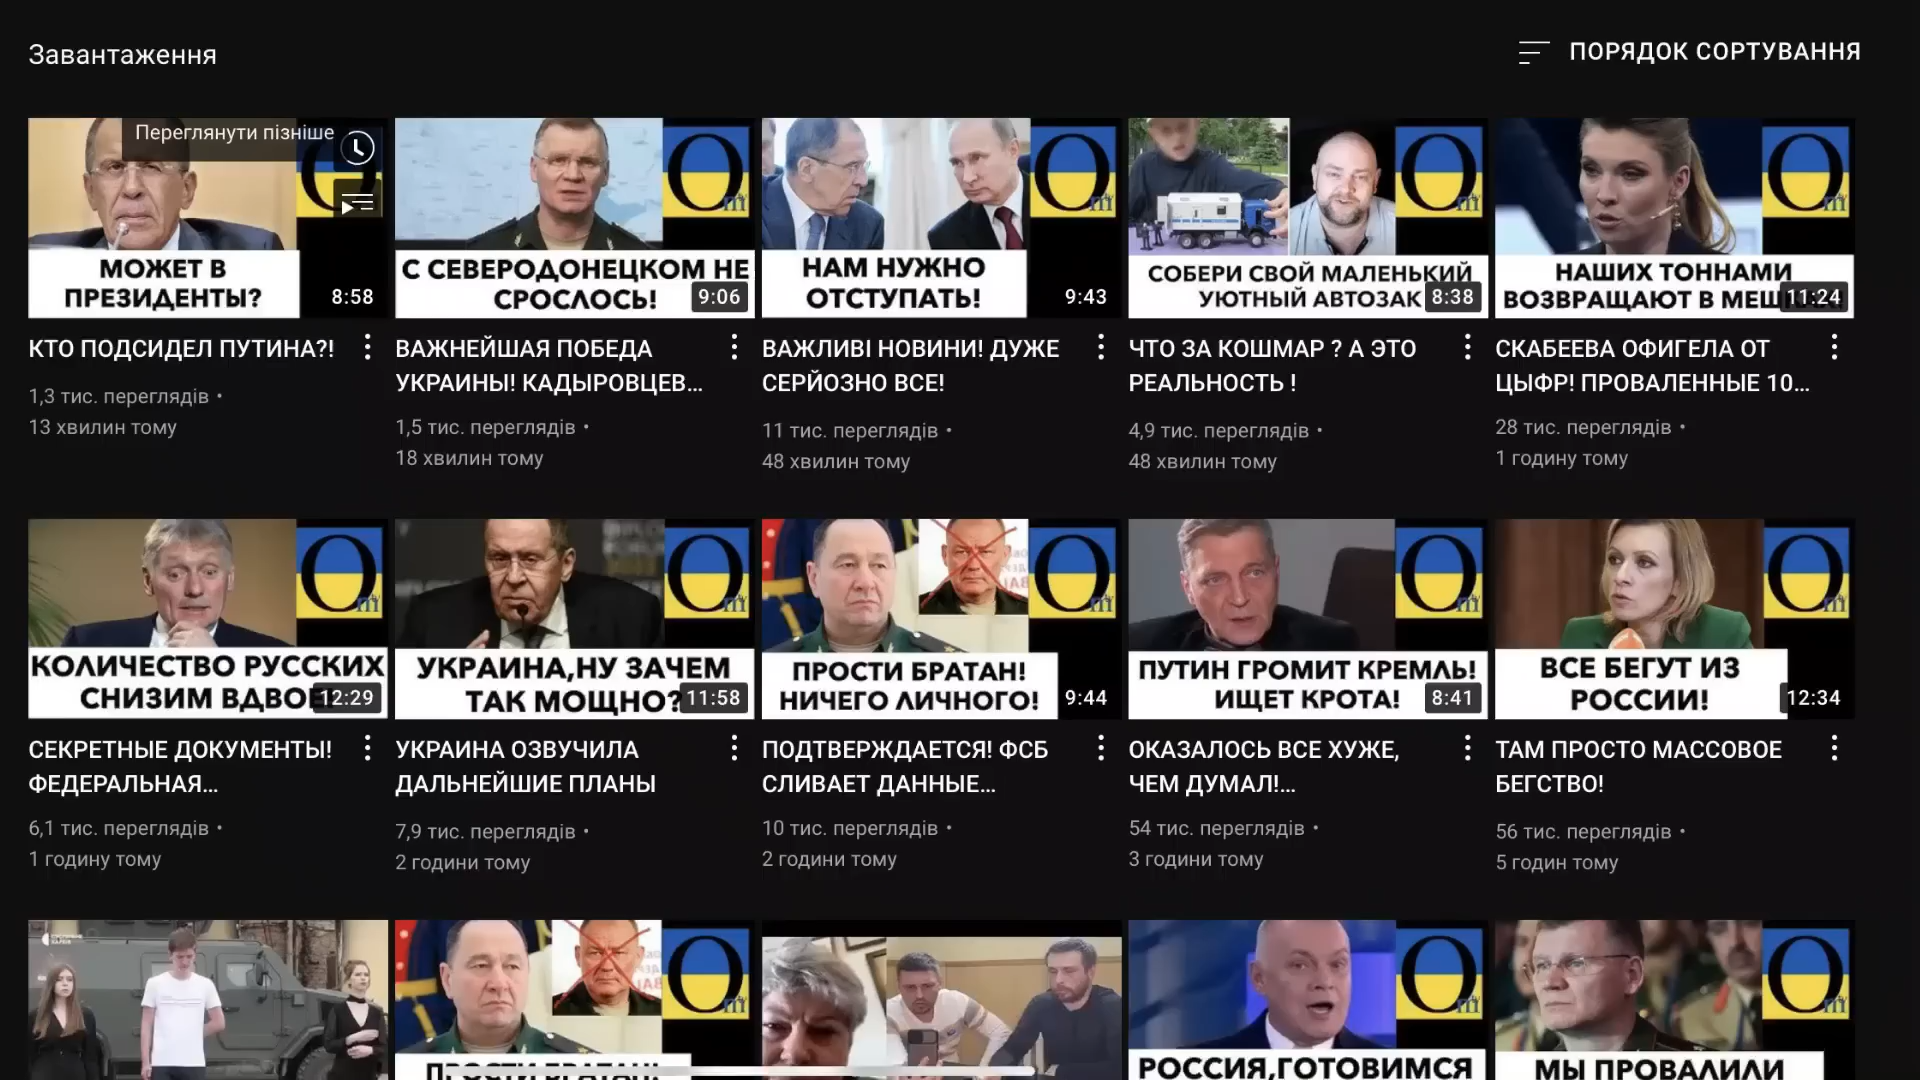 Завантаження
ПОРЯДОК СОРТУВАННЯ
Переглянути пізніше
МОЖЕТ В
ПРЕЗИДЕНТЫ?
8:58
С СЕВЕРОДОНЕЦКОМ НЕ
СРОСЛОСЬ!
9:06
НАМ НУЖНО
ОТСТУПАТЬ!
9:43
СОБЕРИ СВОЙ МАЛЕНЬКИЙ
УЮТНЫЙ АВТОЗАК
8:38
НАШИХ ТОННАМИ
ВОЗВРАЩАЮТ В
11:24
КТО ПОДСИДЕЛ ПУТИНА?!
1,3 тис. переглядів •
13 хвилин тому
ВАЖНЕЙШАЯ ПОБЕДА
УКРАИНЫ! КАДЫРОВЦЕВ...
1,5 тис. переглядів •
18 хвилин тому
ВАЖЛИВІ НОВИНИ! ДУЖЕ
СЕРЙОЗНО ВСЕ!
11 тис. переглядів •
48 хвилин тому
ЧТО ЗА КОШМАР ? А ЭТО
РЕАЛЬНОСТЬ !
4,9 тис. переглядів •
48 хвилин тому
СКАБЕЕВА ОФИГЕЛА ОТ
ЦЫФР! ПРОВАЛЕННЫЕ 10...
28 тис. переглядів •
1 годину тому
КОЛИЧЕСТВО РУССКИХ
СНИЗИМ ВДВОЕ
12:29
УКРАИНА,НУ ЗАЧЕМ
ТАК МОЩНО?
11:58
ПРОСТИ БРАТАН!
НИЧЕГО ЛИЧНОГО!
9:44
ПУТИН ГРОМИТ КРЕМЛЬ!
ИЩЕТ КРОТА!
8:41
ВСЕ БЕГУТ ИЗ
РОССИИ!
12:34
СЕКРЕТНЫЕ ДОКУМЕНТЫ!
ФЕДЕРАЛЬНАЯ...
6,1 тис. переглядів •
1 годину тому
УКРАИНА ОЗВУЧИЛА
ДАЛЬНЕЙШИЕ ПЛАНЫ
7,9 тис. переглядів •
2 години тому
ПОДТВЕРЖДАЕТСЯ! ФСБ
СЛИВАЕТ ДАННЫЕ...
10 тис. переглядів •
2 години тому
ОКАЗАЛОСЬ ВСЕ ХУЖЕ,
ЧЕМ ДУМАЛ!...
54 тис. переглядів •
3 години тому
ТАМ ПРОСТО МАССОВОЕ
БЕГСТВО!
56 тис. переглядів •
5 годин тому
ПРОСТИ БРАТАН!
РОССИЯ,ГОТОВИМСЯ
МЫ ПРОВАЛИЛИ